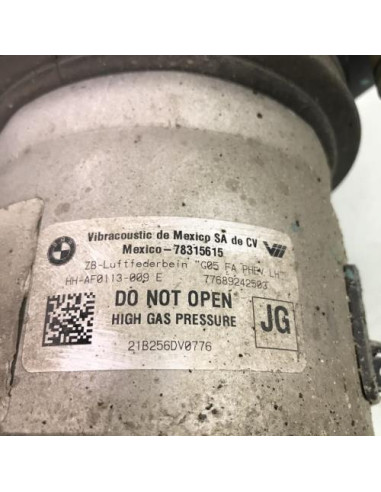 Vibracoustic de Mexico SA de CV
Mexico-78315615
ZB-Luftfederbein "G05 FA PHEV LH"
HH-AF0113-009 E 77689242503
DO NOT OPEN
HIGH GAS PRESSURE
JG
21B256DV0776